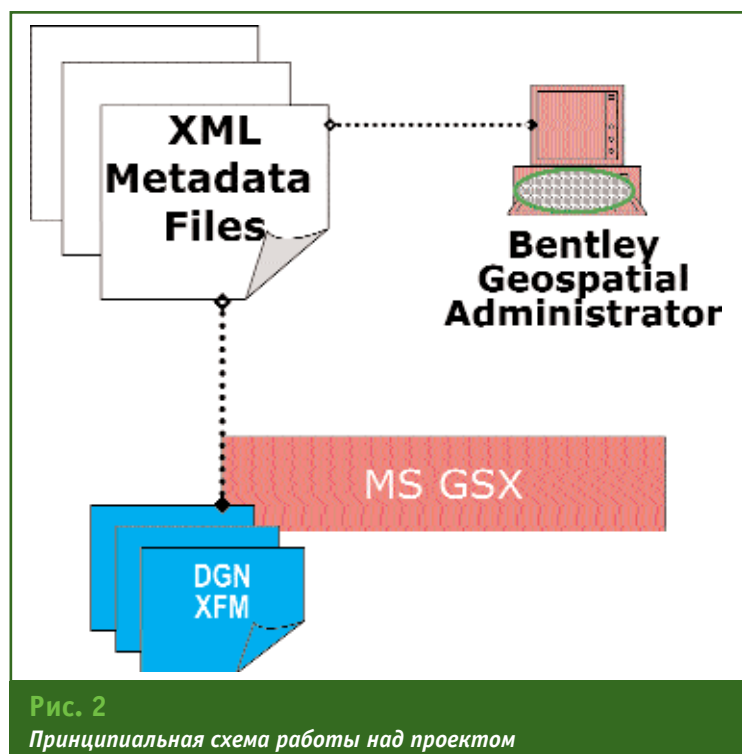 XML
Metadata
Files
Bentley
Geospatial
Administrator
MS GSX
DGN
XFM
Рис. 2
Принципиальная схема работы над проектом